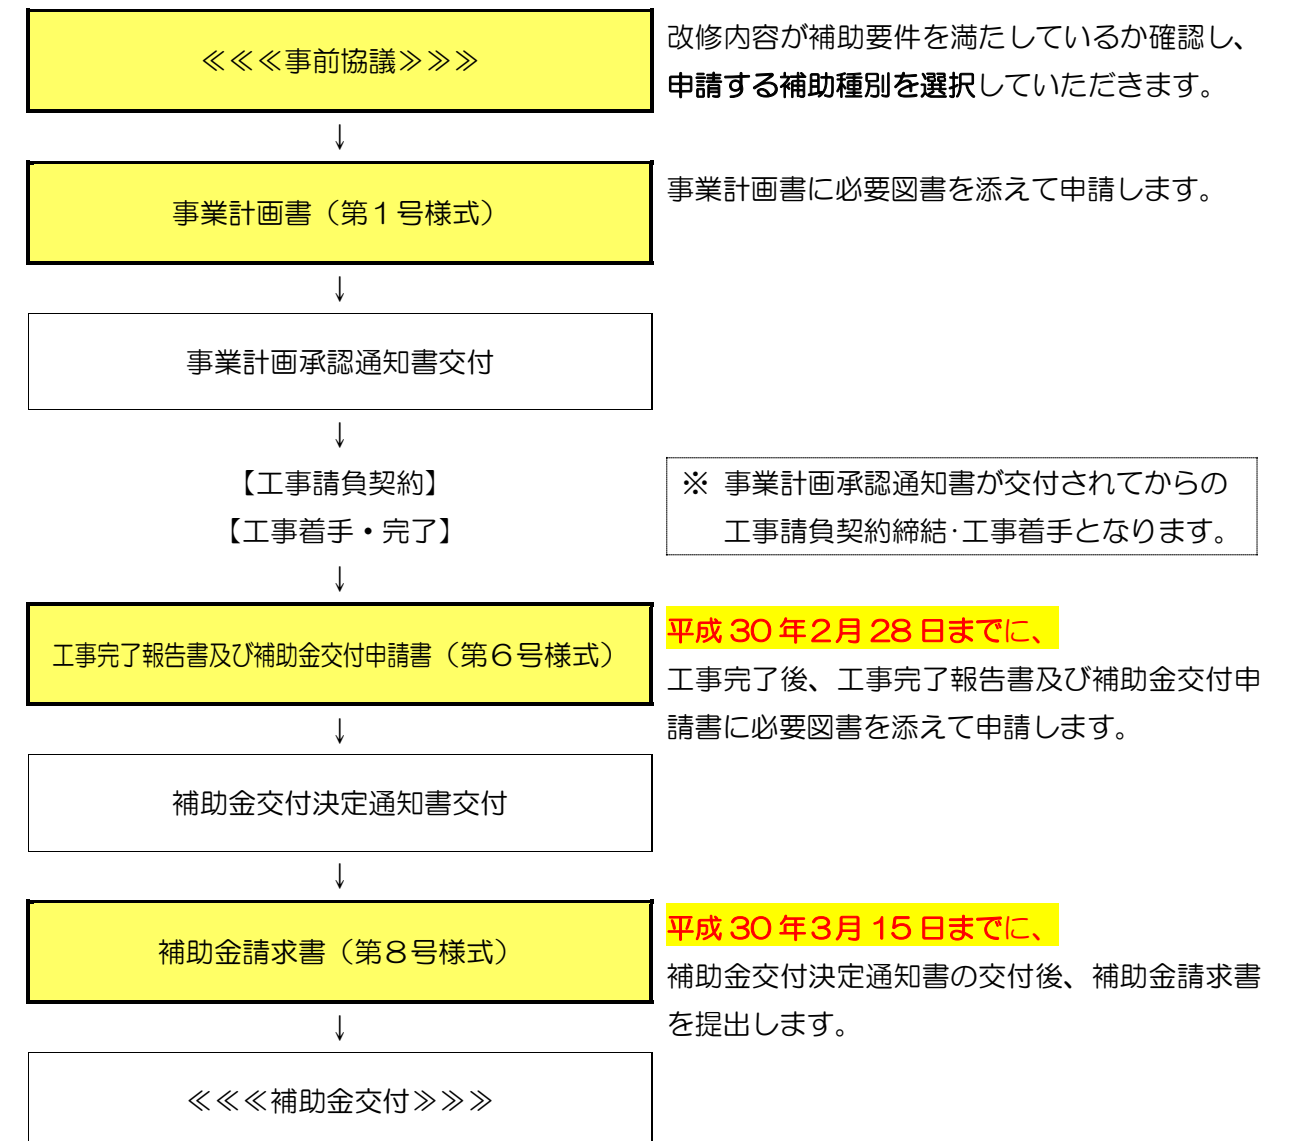 ≪≪≪事前協議≫≫≫
改修内容が補助要件を満たしているか確認し、
申請する補助種別を選択していただきます。
↓
事業計画書（第１号様式）
事業計画書に必要図書を添えて申請します。
↓
事業計画承認通知書交付
↓
【工事請負契約】
【工事着手・完了】
※ 事業計画承認通知書が交付されてからの
工事請負契約締結･工事着手となります。
↓
工事完了報告書及び補助金交付申請書（第６号様式）
平成 30 年２月 28 日までに、
工事完了後、工事完了報告書及び補助金交付申
請書に必要図書を添えて申請します。
↓
補助金交付決定通知書交付
↓
補助金請求書（第８号様式）
平成 30 年３月 15 日までに、
補助金交付決定通知書の交付後、補助金請求書
を提出します。
↓
≪≪≪補助金交付≫≫≫